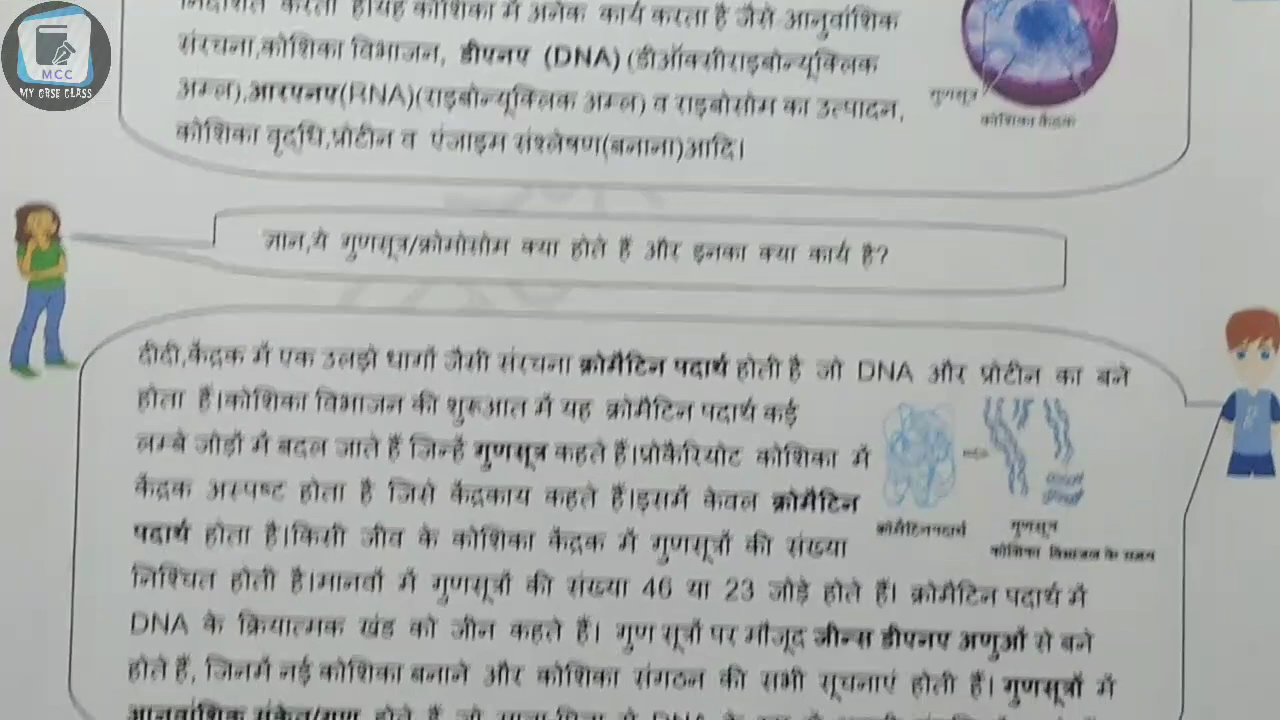 MCC
MY CBSE CLASS
निर्देशित करता है।यह कोशिका में अनेक कार्य करता है जैसे आनुवांशिक
संरचना,कोशिका विभाजन, डीएनए (DNA) (डीऑक्सीराइबोन्यूक्लिक
अम्ल),आरएनए(RNA)(राइबोन्यूक्लिक अम्ल) व राइबोसोम का उत्पादन,
कोशिका वृद्धि,प्रोटीन व एंजाइम संश्लेषण(बनाना)आदि।
गुणसूत्र
कोशिका केंद्रक
ज्ञान,ये गुणसूत्र/क्रोमोसोम क्या होते हैं और इनका क्या कार्य है?
दीदी,केंद्रक में एक उलझे धागों जैसी संरचना क्रोमैटिन पदार्थ होती है जो DNA और प्रोटीन का बने
होता है।कोशिका विभाजन की शुरूआत में यह क्रोमैटिन पदार्थ कई
लम्बे जोड़ों में बदल जाते हैं जिन्हें गुणसूत्र कहते हैं।प्रोकैरियोट कोशिका में
केंद्रक अस्पष्ट होता है जिसे केंद्रकाय कहते हैं।इसमें केवल क्रोमैटिन
पदार्थ होता है।किसी जीव के कोशिका केंद्रक में गुणसूत्रों की संख्या
क्रोमैटिनपदार्थ
गुणसूत्र
कोशिका विभाजन के समय
निश्चित होती है।मानवों में गुणसूत्रों की संख्या 46 या 23 जोड़े होते हैं। क्रोमैटिन पदार्थ में
DNA के क्रियात्मक खंड को जीन कहते हैं। गुण सूत्रों पर मौजूद जीन्स डीएनए अणुओं से बने
होते हैं, जिनमें नई कोशिका बनाने और कोशिका संगठन की सभी सूचनाएं होती हैं। गुणसूत्रों में